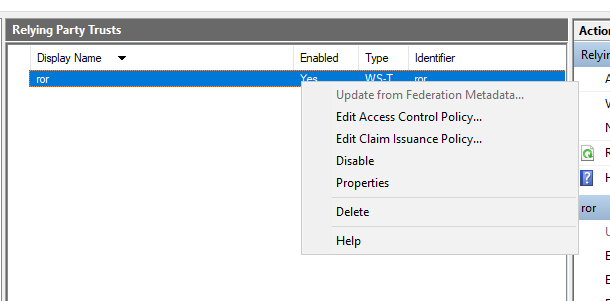 Relying Party Trusts
Actio
Display Name Enabled Type Identifier
Relyin
ror Yes WS-T ror
Update from Federation Metadata...
Edit Access Control Policy...
Edit Claim Issuance Policy...
Disable
Properties
Delete
ror
Help